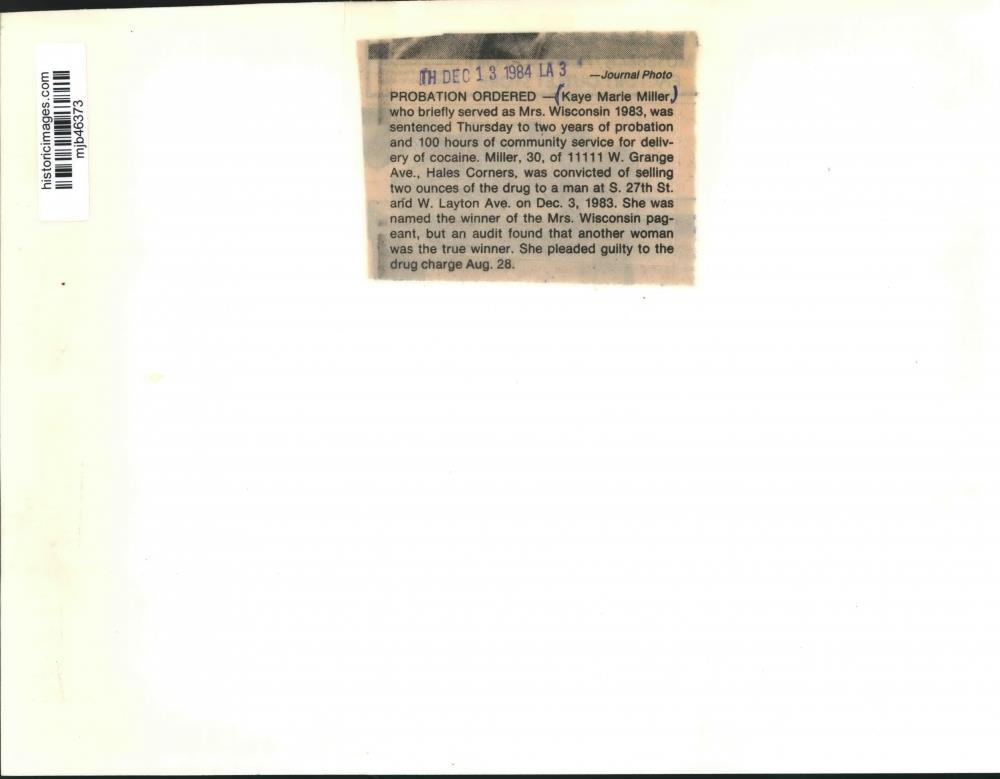 historicimages.com
mjb46373
TH DEC 13 1984 LA 3
—Journal Photo
PROBATION ORDERED —(Kaye Marie Miller,)
who briefly served as Mrs. Wisconsin 1983, was
sentenced Thursday to two years of probation
and 100 hours of community service for deliv-
ery of cocaine. Miller, 30, of 11111 W. Grange
Ave., Hales Corners, was convicted of selling
two ounces of the drug to a man at S. 27th St.
and W. Layton Ave. on Dec. 3, 1983. She was
named the winner of the Mrs. Wisconsin pag-
eant, but an audit found that another woman
was the true winner. She pleaded guilty to the
drug charge Aug. 28.